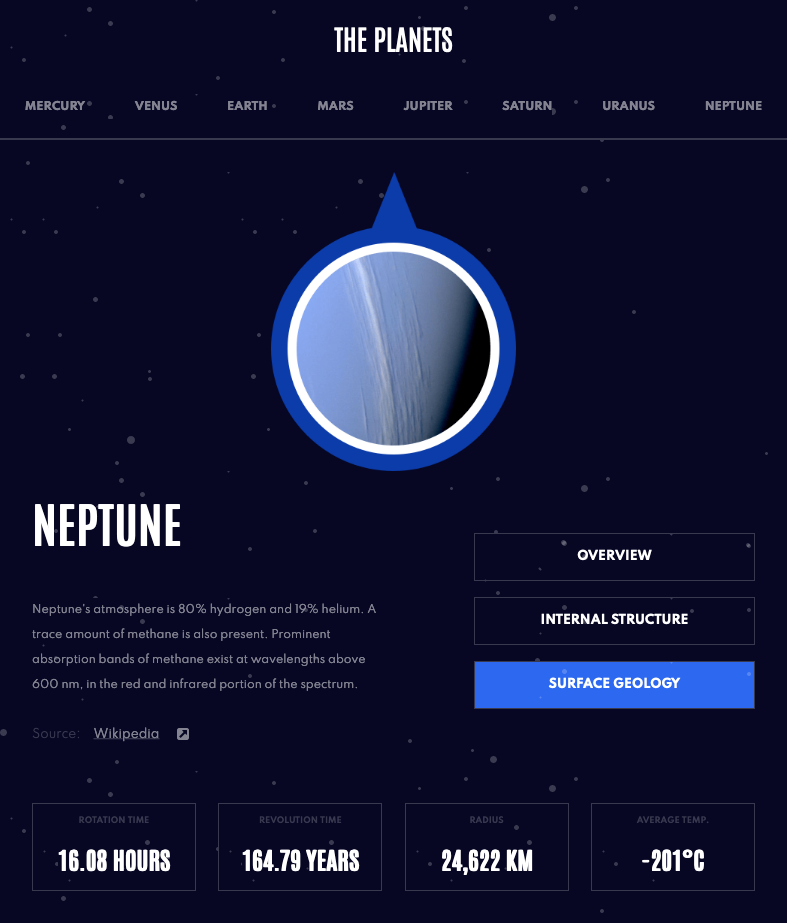 THE PLANETS
MERCURY VENUS EARTH MARS JUPITER SATURN URANUS NEPTUNE
NEPTUNE
Neptune's atmosphere is 80% hydrogen and 19% helium. A
trace amount of methane is also present. Prominent
absorption bands of methane exist at wavelengths above
600 nm, in the red and infrared portion of the spectrum.
Source: Wikipedia
OVERVIEW
INTERNAL STRUCTURE
SURFACE GEOLOGY
ROTATION TIME
16.08 HOURS
REVOLUTION TIME
164.79 YEARS
RADIUS
24,622 KM
AVERAGE TEMP.
-201°C